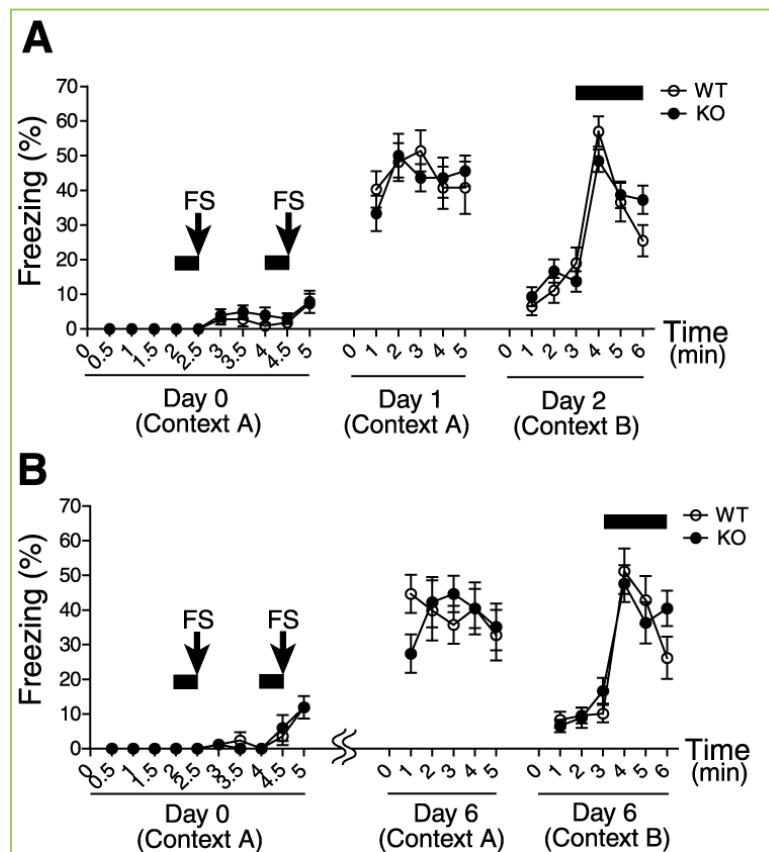 A
Freezing (%)
70
60
50
40
30
20
10
0
FS
FS
WT
KO
0
0.5
1
1.5
2
2.5
3
3.5
4
4.5
5
0
1
2
3
4
5
0
1
2
3
4
5
6
Time
(min)
Day 0
(Context A)
Day 1
(Context A)
Day 2
(Context B)
B
Freezing (%)
70
60
50
40
30
20
10
0
FS
FS
WT
KO
0
0.5
1
1.5
2
2.5
3
3.5
4
4.5
5
0
1
2
3
4
5
0
1
2
3
4
5
6
Time
(min)
Day 0
(Context A)
Day 6
(Context A)
Day 6
(Context B)